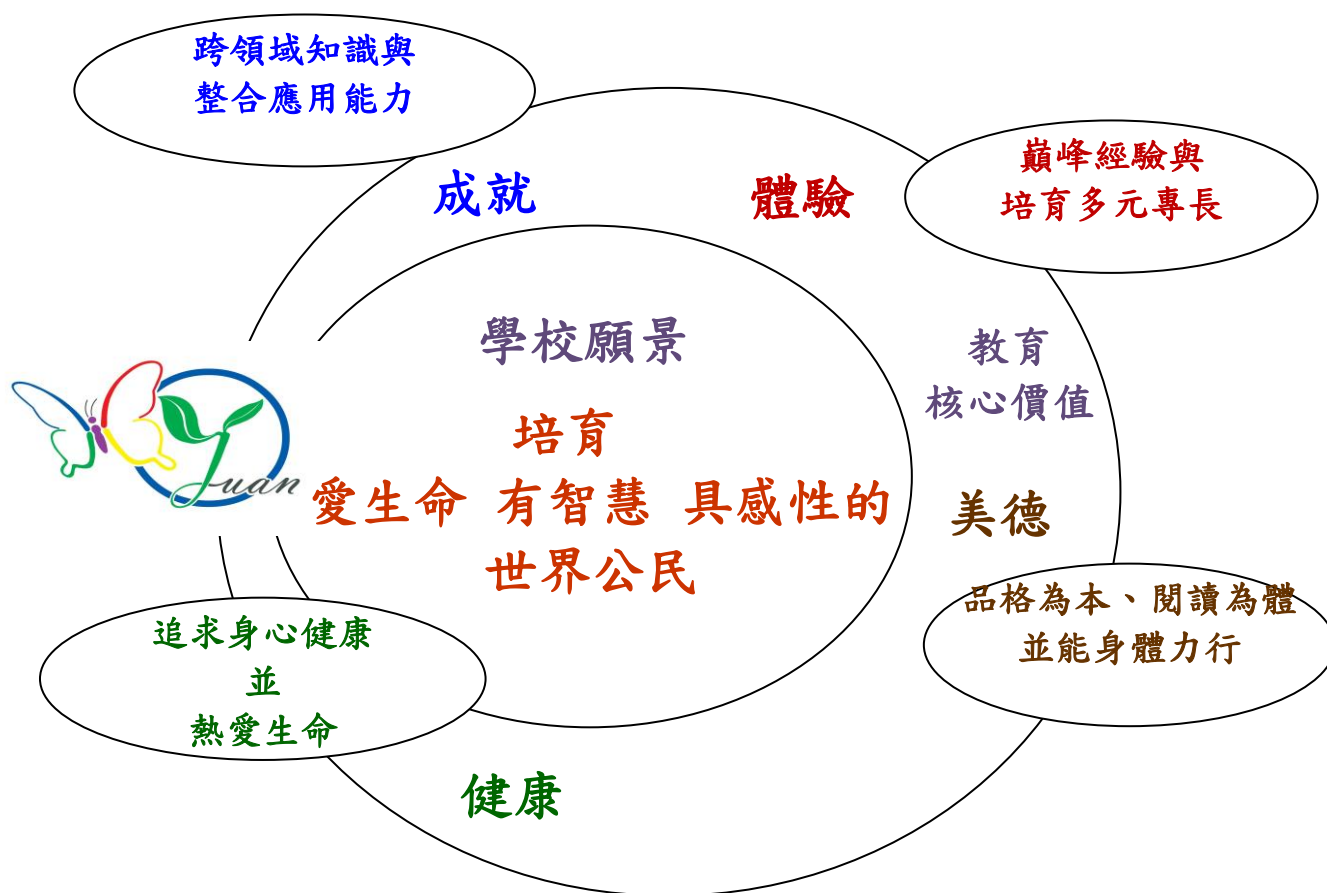 跨領域知識與
整合應用能力
成就
體驗
巔峰經驗與
培育多元專長
學校願景
培育
愛生命 有智慧 具感性的
世界公民
教育
核心價值
美德
品格為本、閱讀為體
並能身體力行
追求身心健康
並
熱愛生命
健康
Yuan